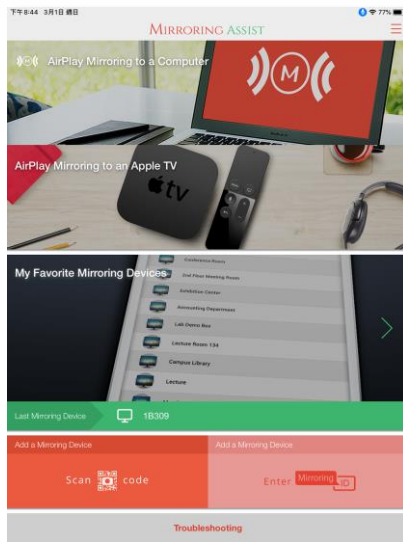 下午8:44 3月1日 週日
77%
MIRRORING ASSIST
M AirPlay Mirroring to a Computer
M
AirPlay Mirroring to an Apple TV
tv
My Favorite Mirroring Devices
Conference Room
2nd Floor Meeting Room
Exhibition Center
Accounting Department
Lab Demo Box
Lecture Room 134
Campus Library
Lecture
Last Mirroring Device 1B309
Add a Mirroring Device
Scan code
Add a Mirroring Device
Enter Mirroring ID
Troubleshooting